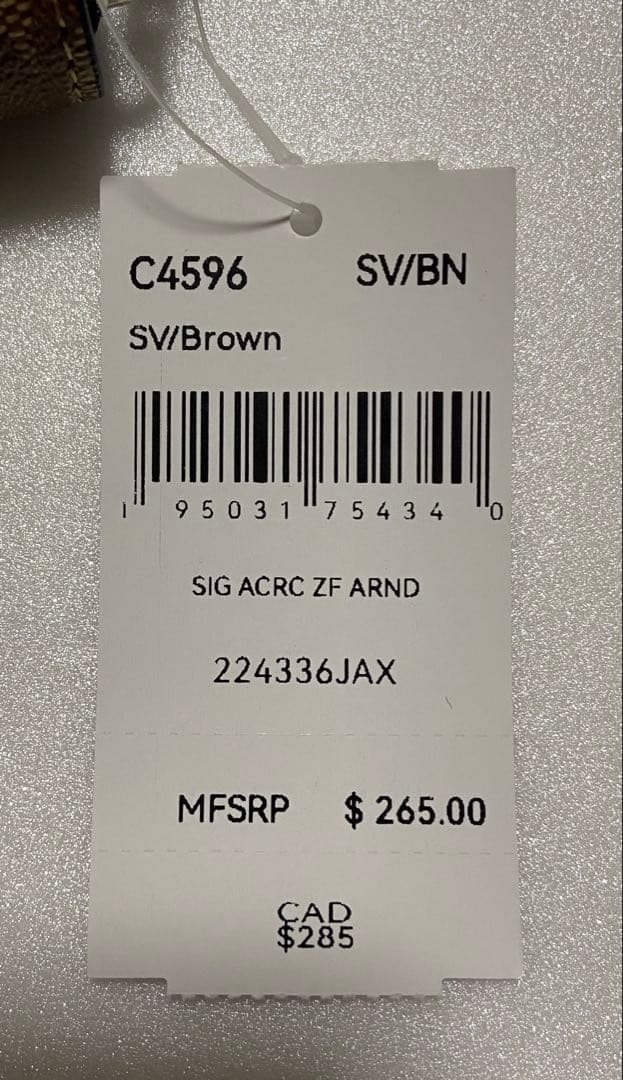 C4596 SV/BN
SV/Brown
1 95031 75434 0
SIG ACRC ZF ARND
224336JAX
MFSRP $ 265.00
CAD
$285